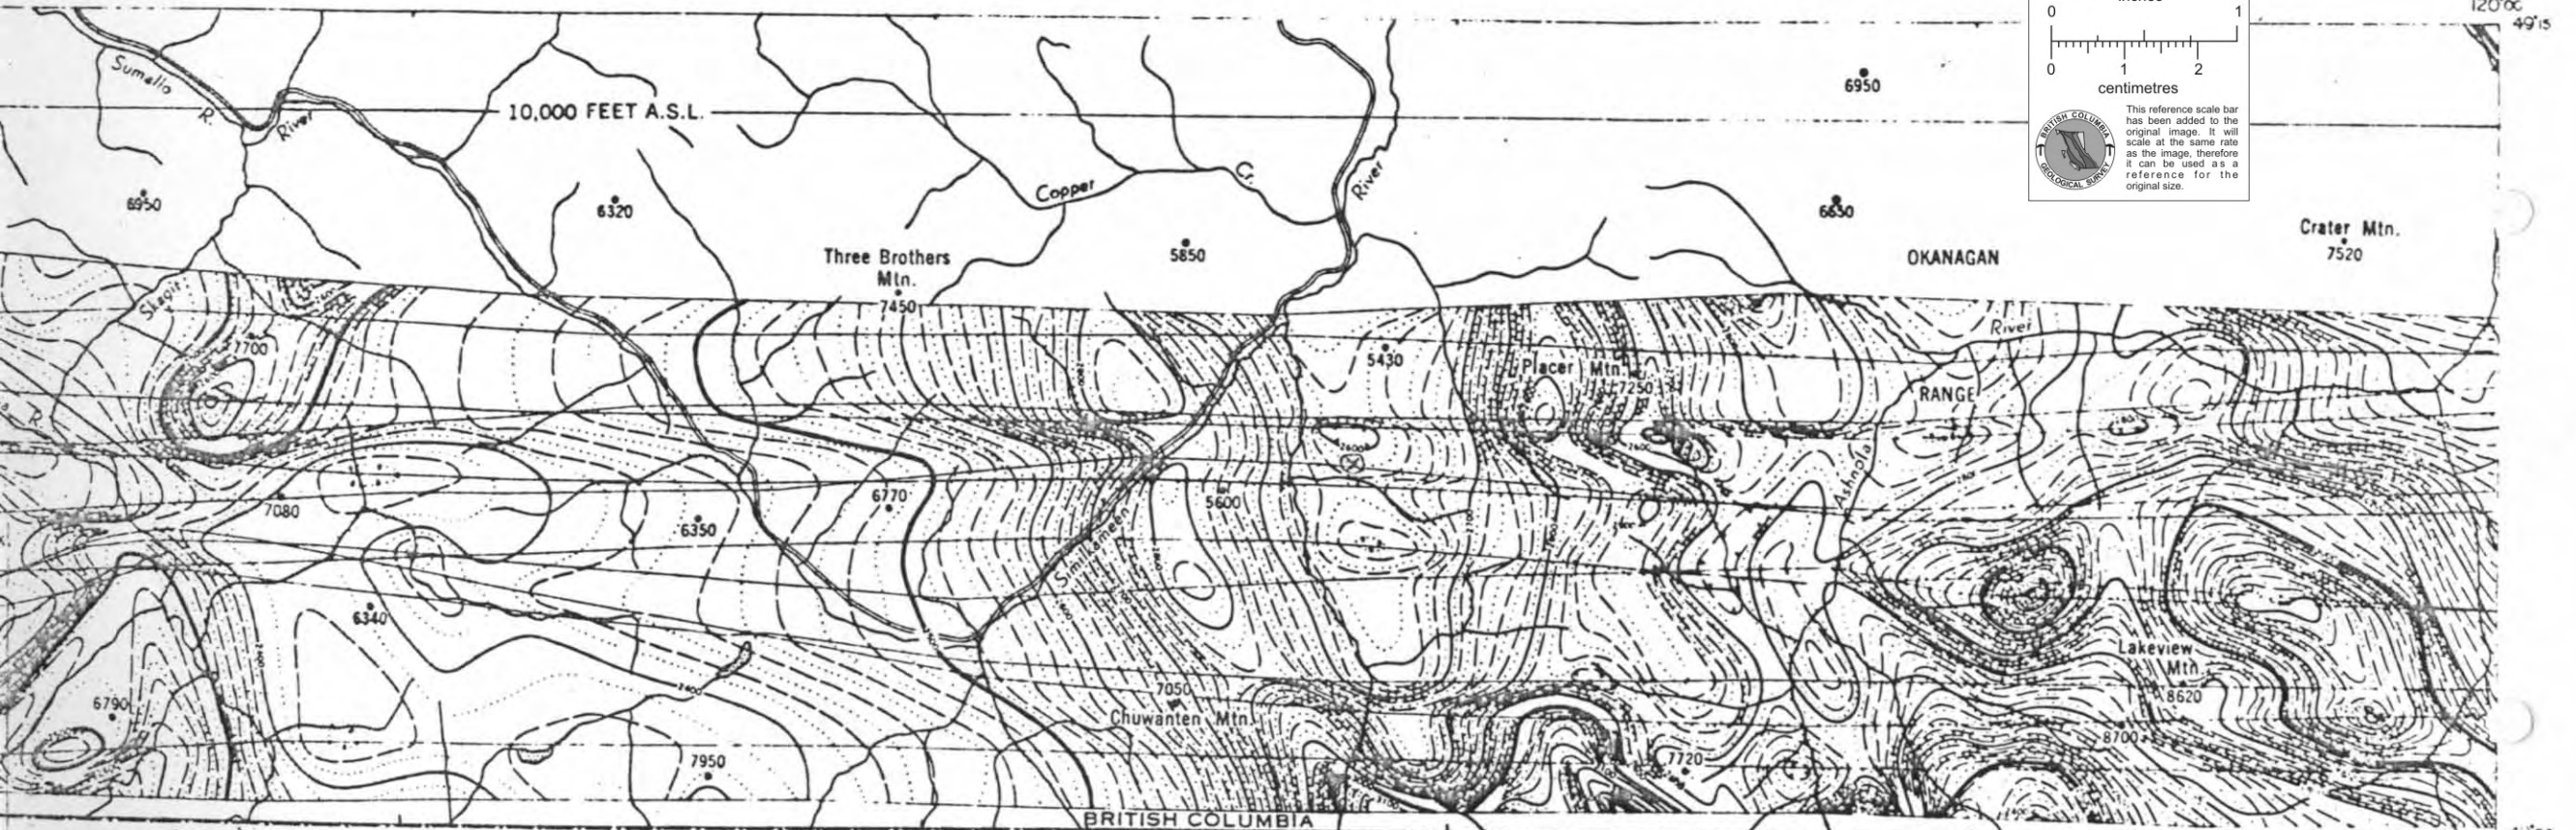 inches
0 1
0 1 2
centimetres
This reference scale bar
has been added to the
original image. It will
scale at the same rate
as the image, therefore
it can be used as a
reference for the
original size.
BRITISH COLUMBIA
GEOLOGICAL SURVEY
120°00'
49°15'
Sumallo
R.
River
10,000 FEET A.S.L.
6950
6950
6320
Copper
Cr.
River
6630
5850
Three Brothers
Mtn.
7450
OKANAGAN
Crater Mtn.
7520
Skagit
7700
5430
Placer Mtn.
7250
River
RANGE
R.
7080
6350
6770
5600
Similkameen
Ashnola
6340
2400
2400
Lakeview
Mtn.
8620
6790
7050
Chuwanten Mtn.
7950
7720
8700
BRITISH COLUMBIA